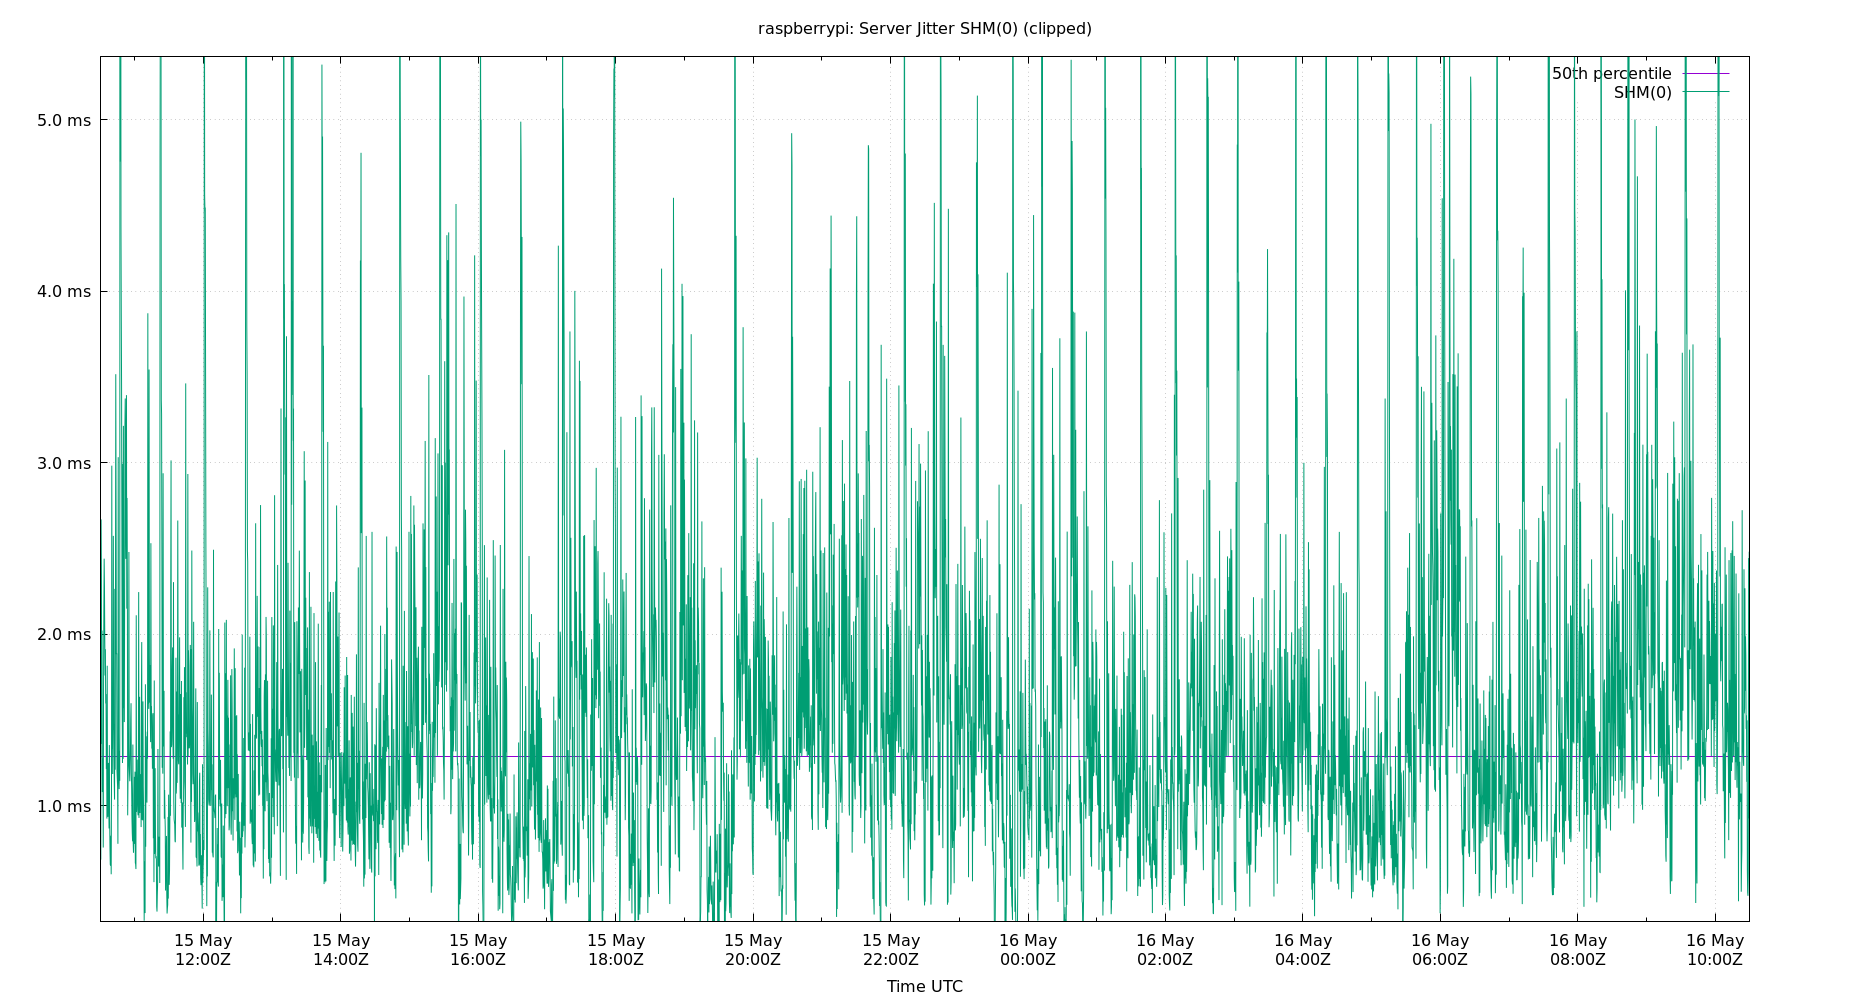 raspberrypi: Server Jitter SHM(0) (clipped)
50th percentile
SHM(0)
5.0 ms
4.0 ms
3.0 ms
2.0 ms
1.0 ms
15 May 15 May 15 May 15 May 15 May 15 May 16 May 16 May 16 May 16 May 16 May 16 May
12:00Z 14:00Z 16:00Z 18:00Z 20:00Z 22:00Z 00:00Z 02:00Z 04:00Z 06:00Z 08:00Z 10:00Z
Time UTC